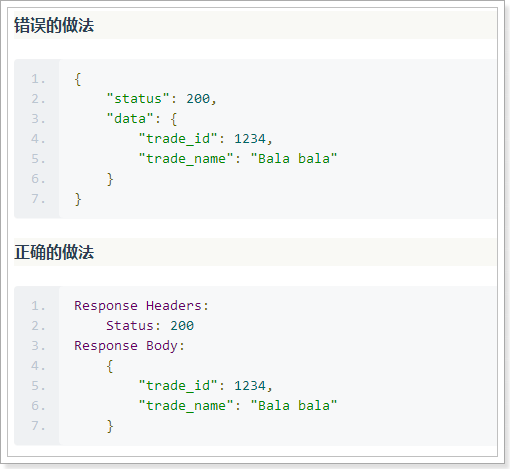 错误的做法
1. {
2.     "status": 200,
3.     "data": {
4.         "trade_id": 1234,
5.         "trade_name": "Bala bala"
6.     }
7. }
正确的做法
1. Response Headers:
2.     Status: 200
3. Response Body:
4.     {
5.         "trade_id": 1234,
6.         "trade_name": "Bala bala"
7.     }